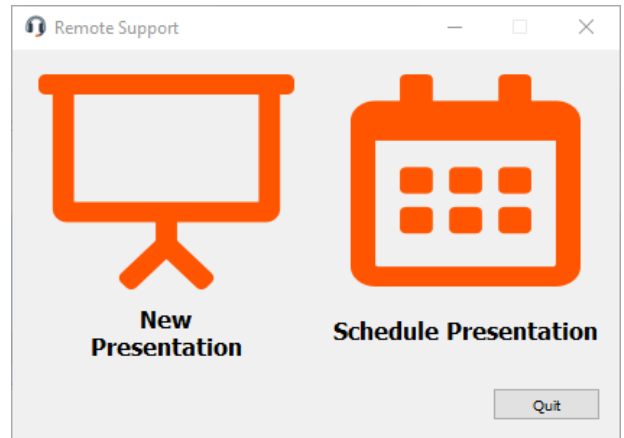 Remote Support
New
Presentation
Schedule Presentation
Quit